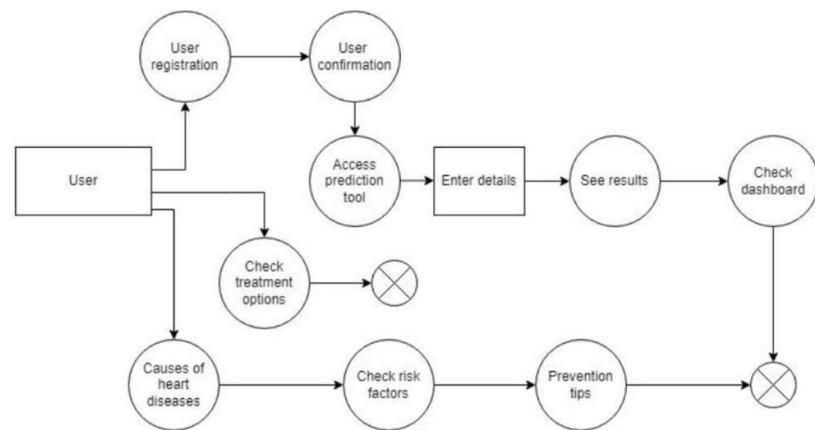 User
registration
User
confirmation
User
Access
prediction
tool
Enter details
See results
Check
dashboard
Check
treatment
options
Causes of
heart
diseases
Check risk
factors
Prevention
tips